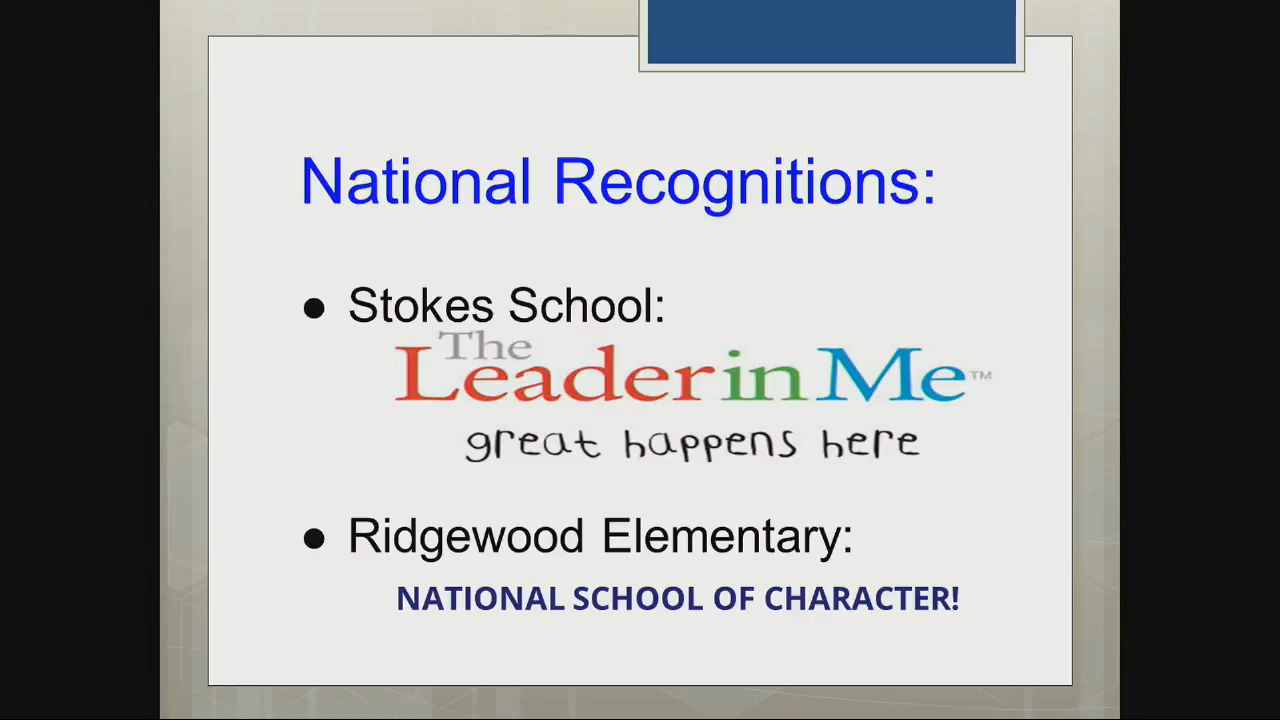 National Recognitions:
● Stokes School:
The
Leader in Me™
great happens here
● Ridgewood Elementary:
NATIONAL SCHOOL OF CHARACTER!